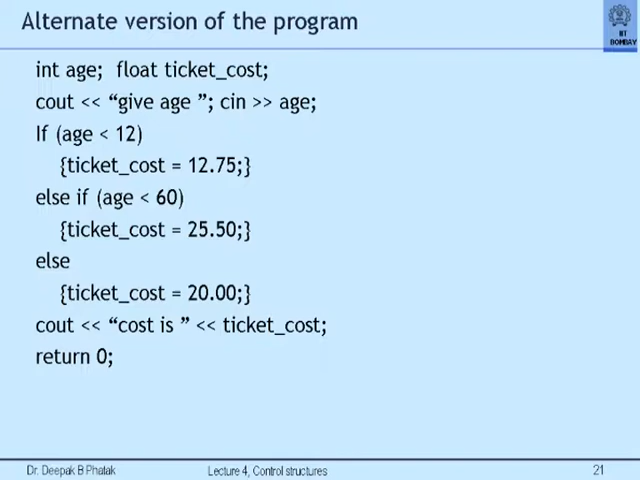 Alternate version of the program
IIT
BOMBAY
int age;  float ticket_cost;
cout << “give age ”; cin >> age;
If (age < 12)
{ticket_cost = 12.75;}
else if (age < 60)
{ticket_cost = 25.50;}
else
{ticket_cost = 20.00;}
cout << “cost is ” << ticket_cost;
return 0;
Dr. Deepak B Phatak
Lecture 4, Control structures
21